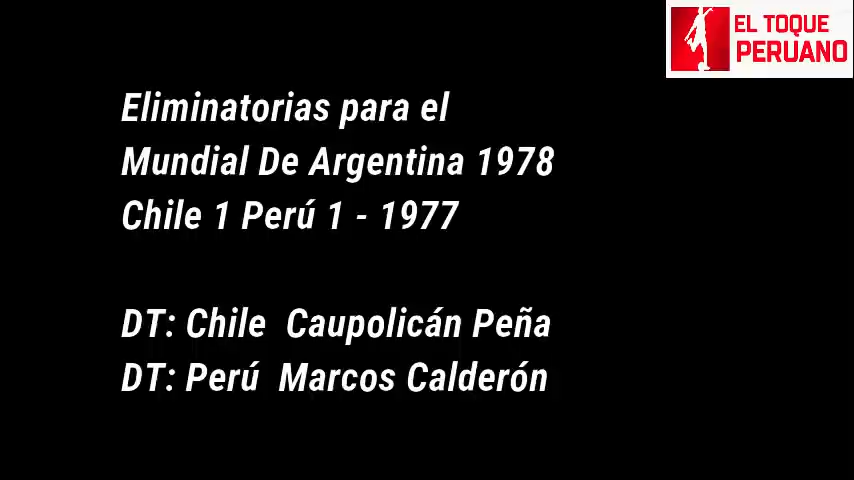 EL TOQUE
PERUANO
Eliminatorias para el
Mundial De Argentina 1978
Chile 1 Perú 1 - 1977
DT: Chile Caupolicán Peña
DT: Perú Marcos Calderón